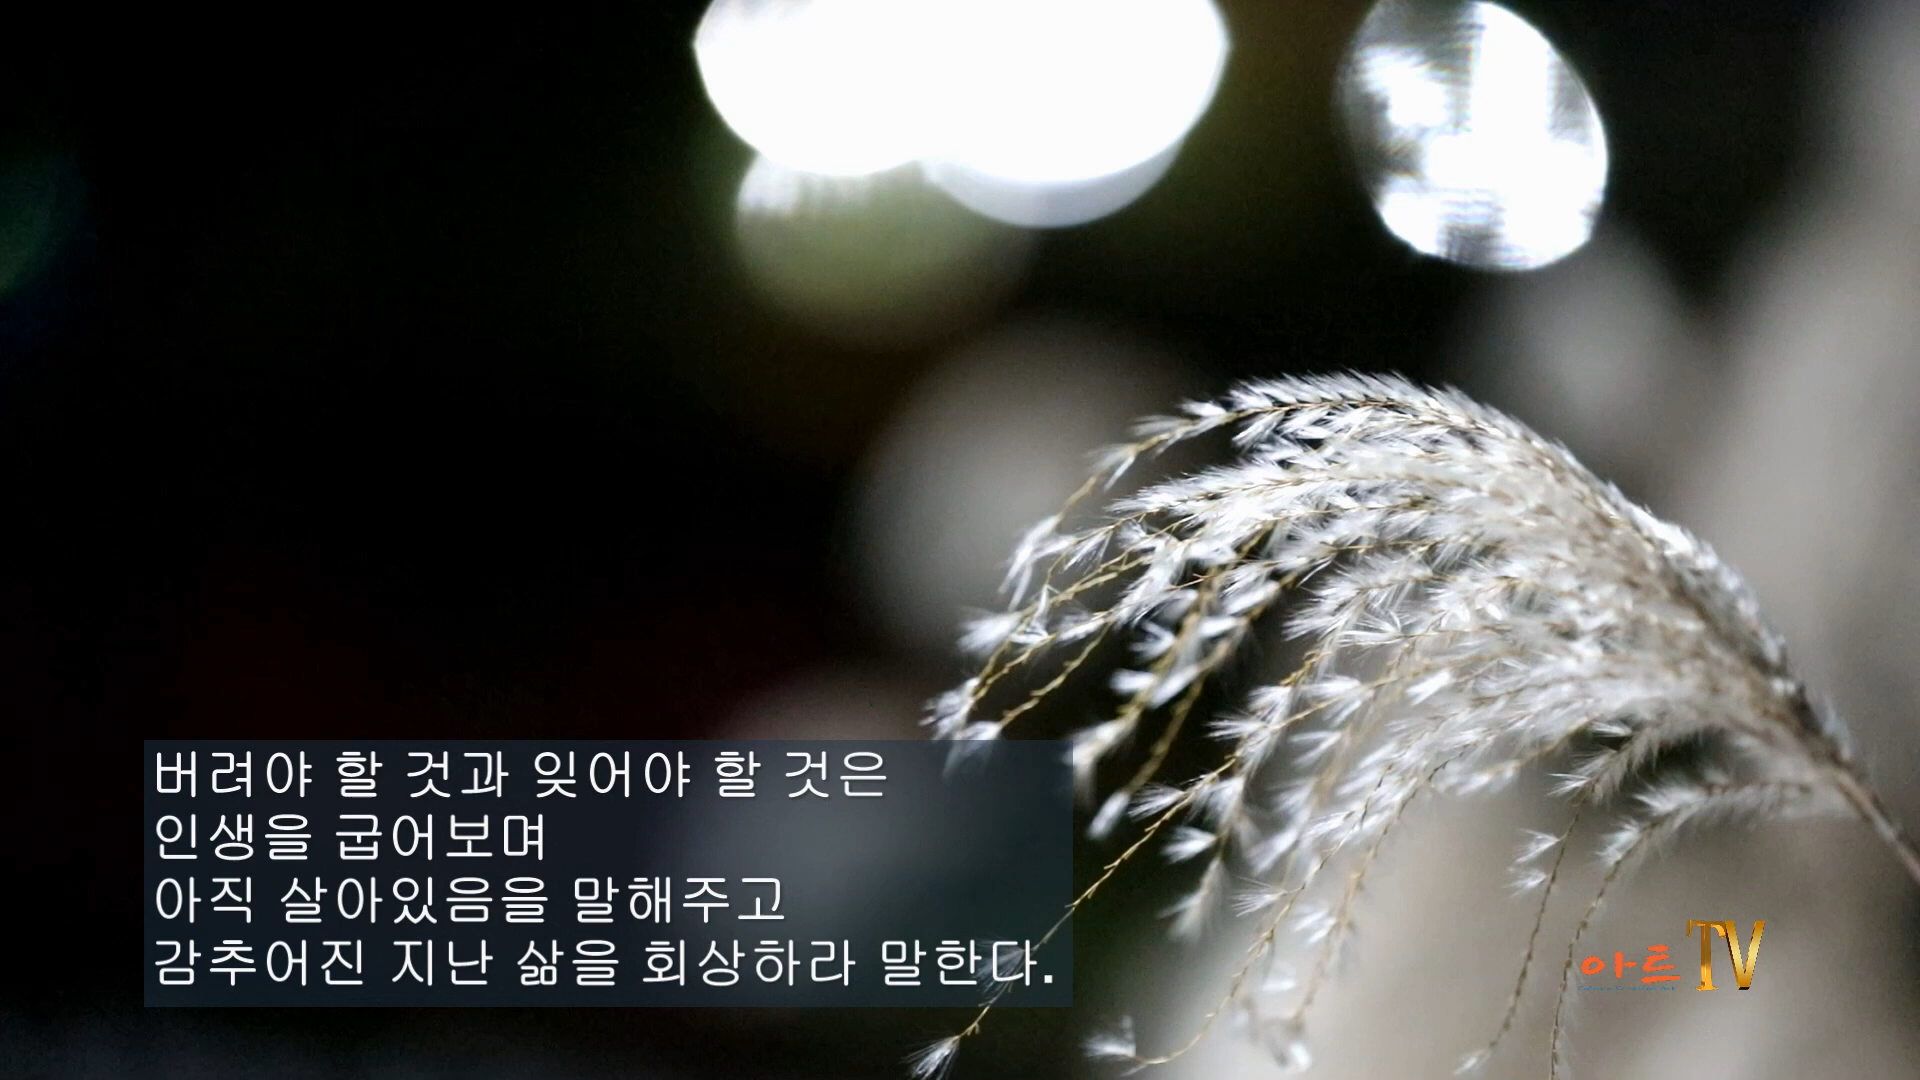 버려야 할 것과 잊어야 할 것은
인생을 굽어보며
아직 살아있음을 말해주고
감추어진 지난 삶을 회상하라 말한다.
아트TV